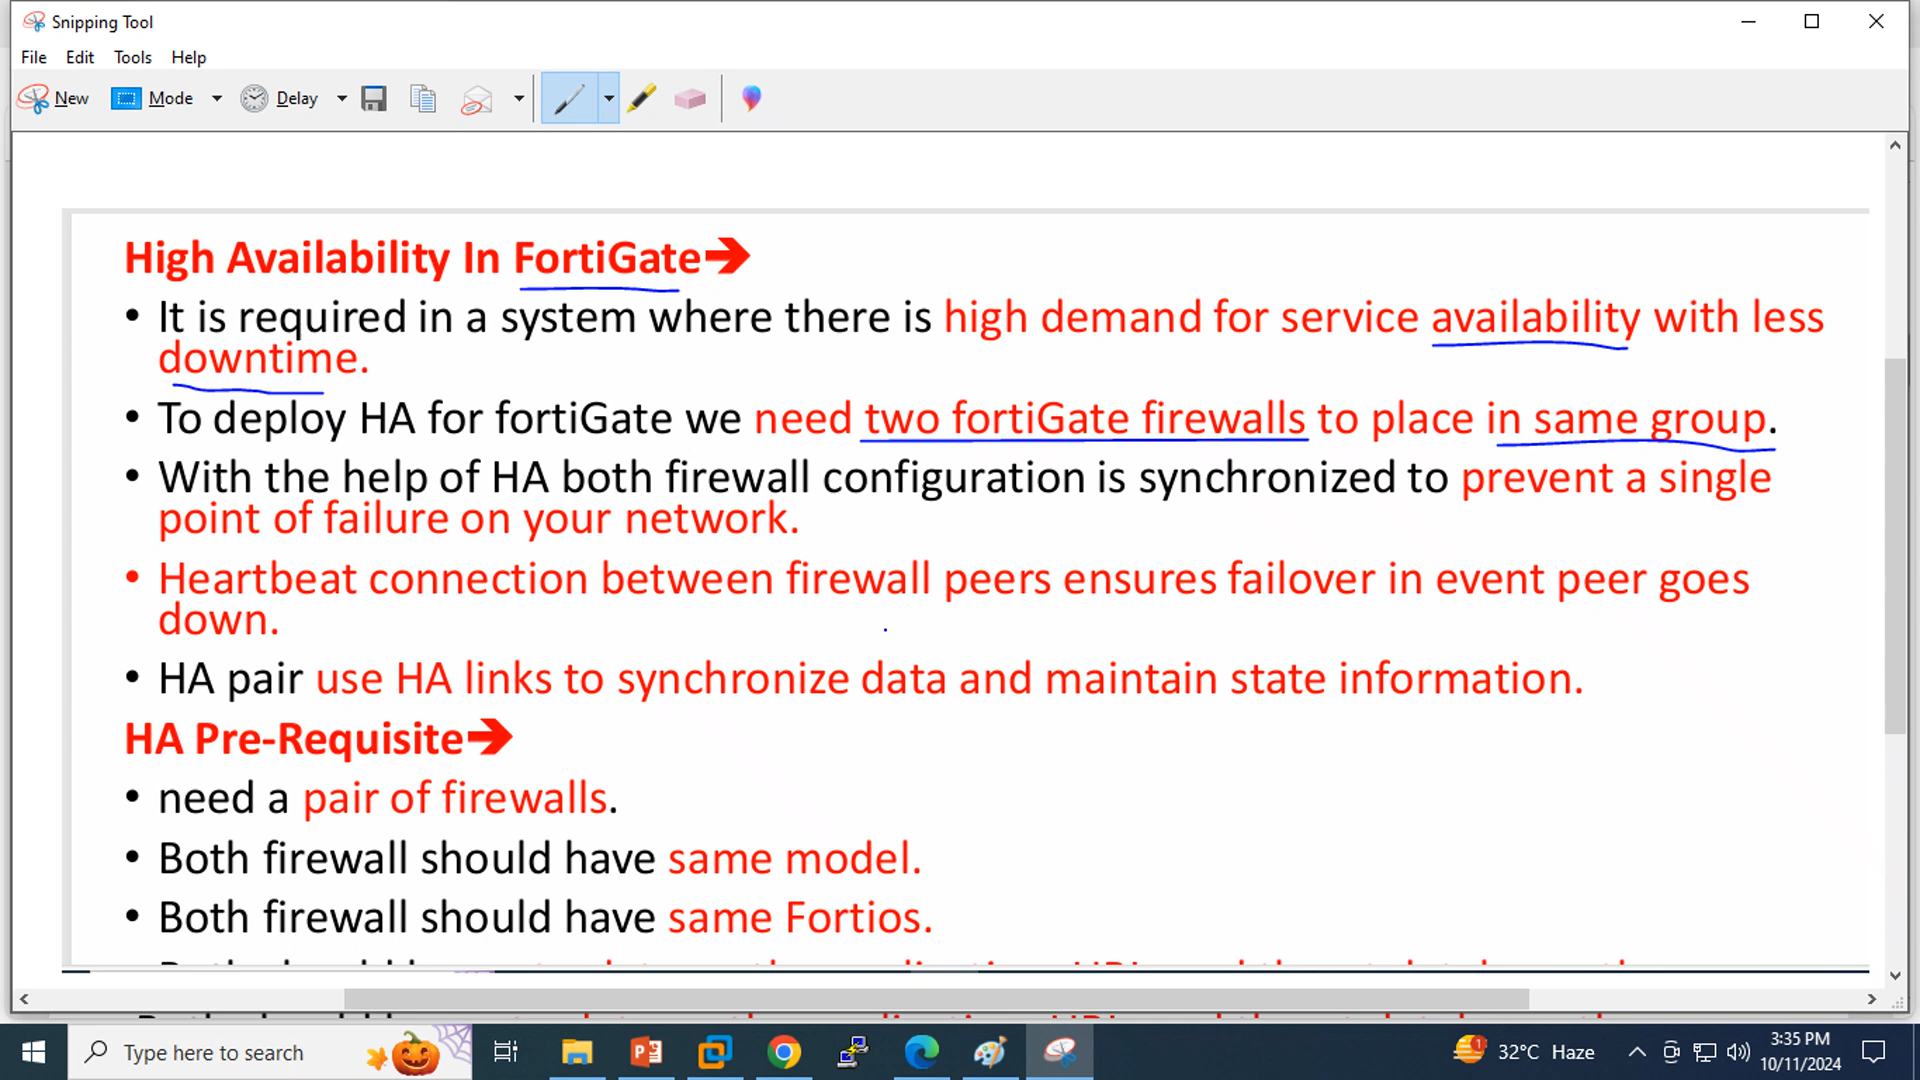 Snipping Tool
File Edit Tools Help
New Mode Delay
High Availability In FortiGate➔
• It is required in a system where there is high demand for service availability with less
downtime.
• To deploy HA for fortiGate we need two fortiGate firewalls to place in same group.
• With the help of HA both firewall configuration is synchronized to prevent a single
point of failure on your network.
• Heartbeat connection between firewall peers ensures failover in event peer goes
down.
• HA pair use HA links to synchronize data and maintain state information.
HA Pre-Requisite➔
• need a pair of firewalls.
• Both firewall should have same model.
• Both firewall should have same Fortios.
Type here to search
1
32°C Haze
3:35 PM
10/11/2024